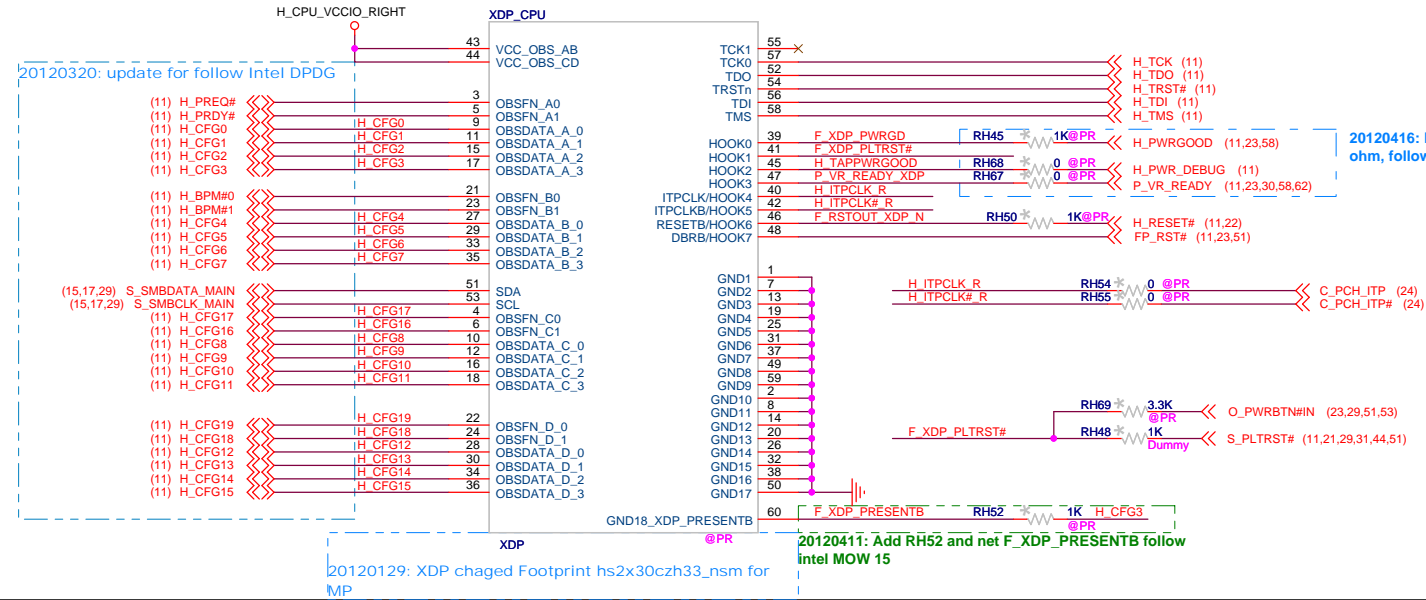 H_CPU_VCCIO_RIGHT
XDP_CPU
20120320: update for follow Intel DPDG
43 VCC_OBS_AB
44 VCC_OBS_CD
(11) H_PREQ# 3 OBSFN_A0
(11) H_PRDY# 5 OBSFN_A1
(11) H_CFG0 H_CFG0 9 OBSDATA_A_0
(11) H_CFG1 H_CFG1 11 OBSDATA_A_1
(11) H_CFG2 H_CFG2 15 OBSDATA_A_2
(11) H_CFG3 H_CFG3 17 OBSDATA_A_3
(11) H_BPM#0 21 OBSFN_B0
(11) H_BPM#1 23 OBSFN_B1
(11) H_CFG4 H_CFG4 27 OBSDATA_B_0
(11) H_CFG5 H_CFG5 29 OBSDATA_B_1
(11) H_CFG6 H_CFG6 33 OBSDATA_B_2
(11) H_CFG7 H_CFG7 35 OBSDATA_B_3
(15,17,29) S_SMBDATA_MAIN 51 SDA
(15,17,29) S_SMBCLK_MAIN 53 SCL
(11) H_CFG17 H_CFG17 4 OBSFN_C0
(11) H_CFG16 H_CFG16 6 OBSFN_C1
(11) H_CFG8 H_CFG8 10 OBSDATA_C_0
(11) H_CFG9 H_CFG9 12 OBSDATA_C_1
(11) H_CFG10 H_CFG10 16 OBSDATA_C_2
(11) H_CFG11 H_CFG11 18 OBSDATA_C_3
(11) H_CFG19 H_CFG19 22 OBSFN_D_0
(11) H_CFG18 H_CFG18 24 OBSFN_D_1
(11) H_CFG12 H_CFG12 28 OBSDATA_D_0
(11) H_CFG13 H_CFG13 30 OBSDATA_D_1
(11) H_CFG14 H_CFG14 34 OBSDATA_D_2
(11) H_CFG15 H_CFG15 36 OBSDATA_D_3
TCK1 55
TCK0 57 H_TCK (11)
TDO 52 H_TDO (11)
TRSTn 54 H_TRST# (11)
TDI 56 H_TDI (11)
TMS 58 H_TMS (11)
HOOK0 39 F_XDP_PWRGD RH45 * 1K @PR H_PWRGOOD (11,23,58)
HOOK1 41 F_XDP_PLTRST#
HOOK2 45 H_TAPPWRGOOD RH68 * 0 @PR H_PWR_DEBUG (11)
HOOK3 47 P_VR_READY_XDP RH67 * 0 @PR P_VR_READY (11,23,30,58,62)
ITPCLK/HOOK4 40 H_ITPCLK_R
ITPCLKB/HOOK5 42 H_ITPCLK#_R
RESETB/HOOK6 46 F_RSTOUT_XDP_N RH50 * 1K @PR H_RESET# (11,22)
DBRB/HOOK7 48 FP_RST# (11,23,51)
20120416:
ohm, follow
GND1 1
GND2 7
GND3 13
GND4 19
GND5 25
GND6 31
GND7 37
GND8 49
GND9 59
GND10 2
GND11 8
GND12 14
GND13 20
GND14 26
GND15 32
GND16 38
GND17 50
GND18_XDP_PRESENTB 60 F_XDP_PRESENTB RH52 * 1K H_CFG3
@PR
H_ITPCLK_R RH54 * 0 @PR C_PCH_ITP (24)
H_ITPCLK#_R RH55 * 0 @PR C_PCH_ITP# (24)
RH69 * 3.3K O_PWRBTN#IN (23,29,51,53)
@PR
F_XDP_PLTRST# RH48 * 1K S_PLTRST# (11,21,29,31,44,51)
Dummy
XDP
@PR
20120411: Add RH52 and net F_XDP_PRESENTB follow
intel MOW 15
20120129: XDP chaged Footprint hs2x30czh33_nsm for
MP